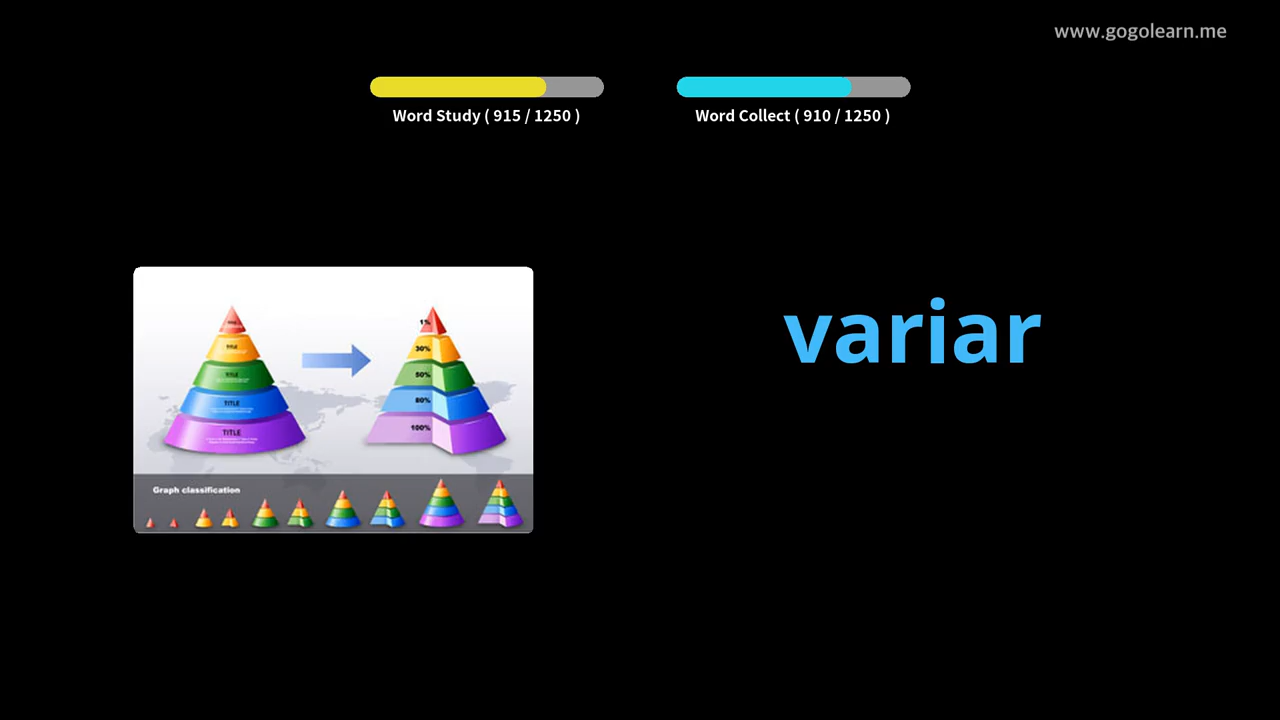 www.gogolearn.me
Word Study ( 915 / 1250 )
Word Collect ( 910 / 1250 )
variar
TITLE
TITLE
TITLE
TITLE
1%
30%
50%
80%
100%
Graph classification